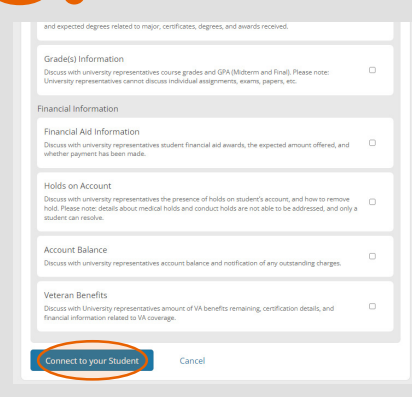 and expected degrees related to major, certificates, degrees, and awards received.
Grade(s) Information
Discuss with university representatives course grades and GPA (Midterm and Final). Please note:
University representatives cannot discuss individual assignments, exams, papers, etc.
Financial Information
Financial Aid Information
Discuss with university representatives student financial aid awards, the expected amount offered, and
whether payment has been made.
Holds on Account
Discuss with university representatives the presence of holds on student's account, and how to remove
hold. Please note: details about medical holds and conduct holds are not able to be addressed, and only a
student can resolve.
Account Balance
Discuss with university representatives account balance and notification of any outstanding charges.
Veteran Benefits
Discuss with University representatives amount of VA benefits remaining, certification details, and
financial information related to VA coverage.
Connect to your Student Cancel